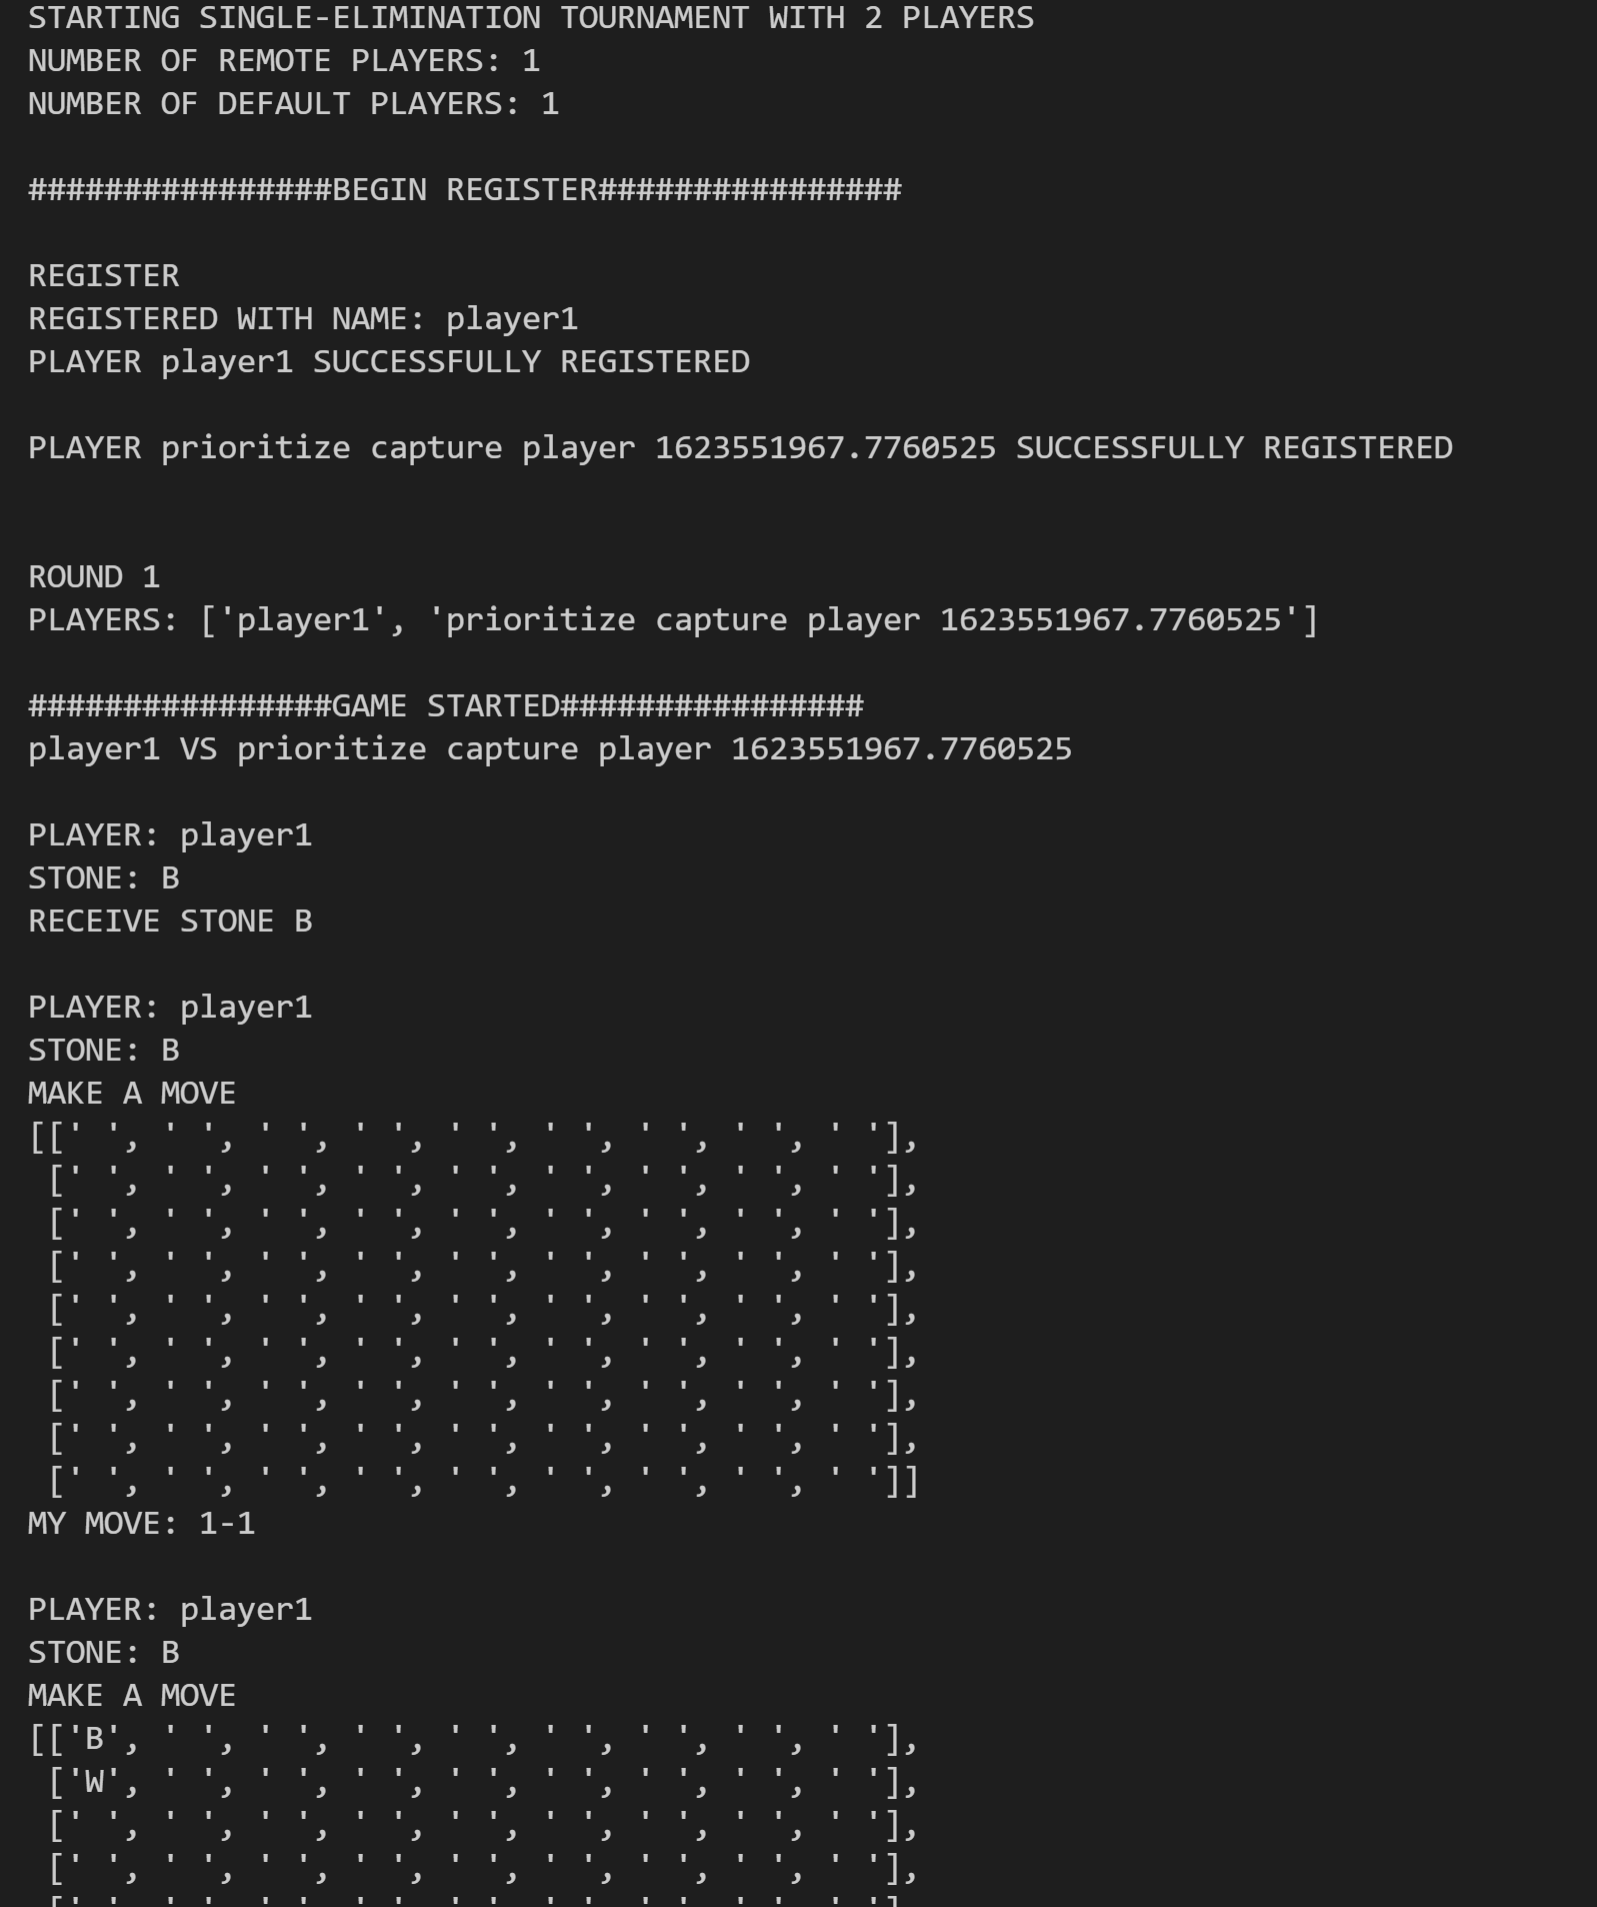 STARTING SINGLE-ELIMINATION TOURNAMENT WITH 2 PLAYERS
NUMBER OF REMOTE PLAYERS: 1
NUMBER OF DEFAULT PLAYERS: 1
################BEGIN REGISTER################
REGISTER
REGISTERED WITH NAME: player1
PLAYER player1 SUCCESSFULLY REGISTERED
PLAYER prioritize capture player 1623551967.7760525 SUCCESSFULLY REGISTERED
ROUND 1
PLAYERS: ['player1', 'prioritize capture player 1623551967.7760525']
################GAME STARTED################
player1 VS prioritize capture player 1623551967.7760525
PLAYER: player1
STONE: B
RECEIVE STONE B
PLAYER: player1
STONE: B
MAKE A MOVE
[[' ', ' ', ' ', ' ', ' ', ' ', ' ', ' ', ' '],
 [' ', ' ', ' ', ' ', ' ', ' ', ' ', ' ', ' '],
 [' ', ' ', ' ', ' ', ' ', ' ', ' ', ' ', ' '],
 [' ', ' ', ' ', ' ', ' ', ' ', ' ', ' ', ' '],
 [' ', ' ', ' ', ' ', ' ', ' ', ' ', ' ', ' '],
 [' ', ' ', ' ', ' ', ' ', ' ', ' ', ' ', ' '],
 [' ', ' ', ' ', ' ', ' ', ' ', ' ', ' ', ' '],
 [' ', ' ', ' ', ' ', ' ', ' ', ' ', ' ', ' '],
 [' ', ' ', ' ', ' ', ' ', ' ', ' ', ' ', ' ']]
MY MOVE: 1-1
PLAYER: player1
STONE: B
MAKE A MOVE
[['B', ' ', ' ', ' ', ' ', ' ', ' ', ' ', ' '],
 ['W', ' ', ' ', ' ', ' ', ' ', ' ', ' ', ' '],
 [' ', ' ', ' ', ' ', ' ', ' ', ' ', ' ', ' '],
 [' ', ' ', ' ', ' ', ' ', ' ', ' ', ' ', ' '],